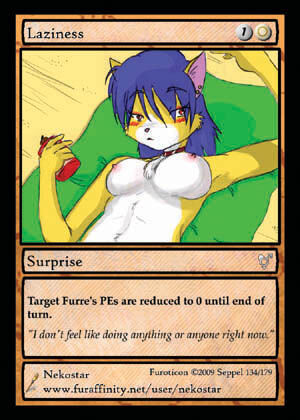 Laziness 1
Surprise
Target Furre's PEs are reduced to 0 until end of
turn.
"I don't feel like doing anything or anyone right now."
Nekostar Furoticon ©2009 Seppel 134/179
www.furaffinity.net/user/nekostar